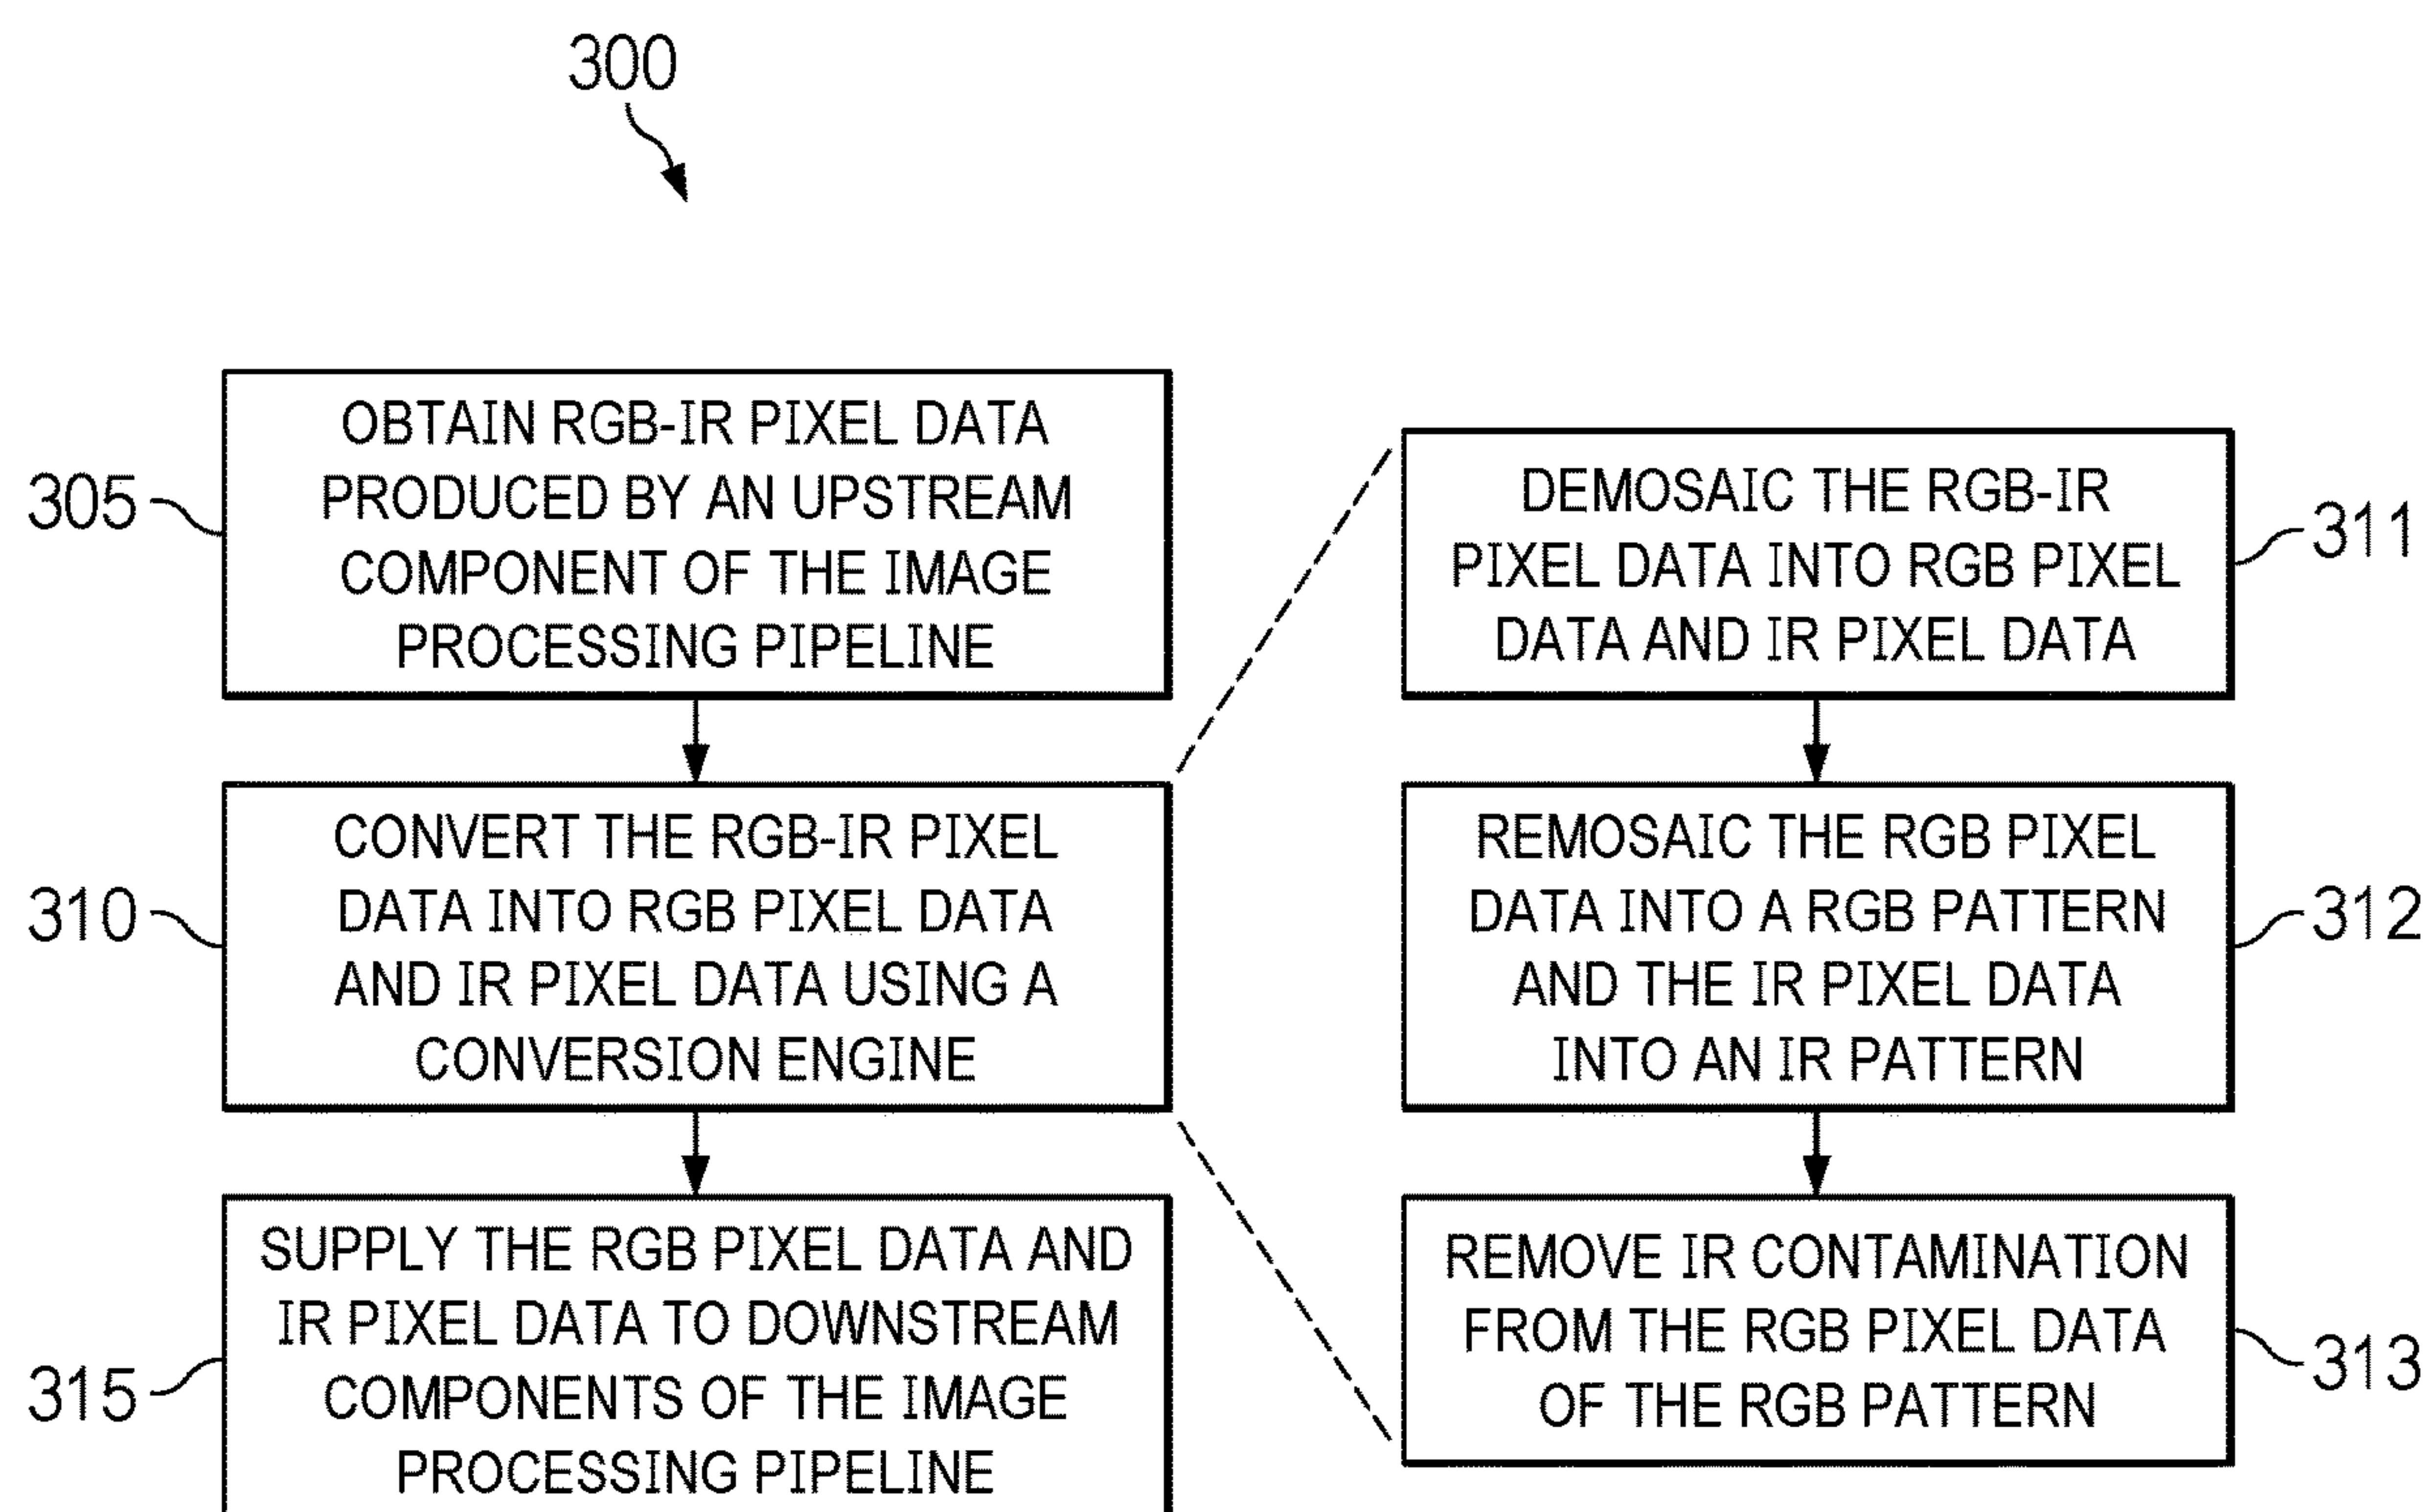 300
305
OBTAIN RGB-IR PIXEL DATA
PRODUCED BY AN UPSTREAM
COMPONENT OF THE IMAGE
PROCESSING PIPELINE
310
CONVERT THE RGB-IR PIXEL
DATA INTO RGB PIXEL DATA
AND IR PIXEL DATA USING A
CONVERSION ENGINE
315
SUPPLY THE RGB PIXEL DATA AND
IR PIXEL DATA TO DOWNSTREAM
COMPONENTS OF THE IMAGE
PROCESSING PIPELINE
DEMOSAIC THE RGB-IR
PIXEL DATA INTO RGB PIXEL
DATA AND IR PIXEL DATA
311
REMOSAIC THE RGB PIXEL
DATA INTO A RGB PATTERN
AND THE IR PIXEL DATA
INTO AN IR PATTERN
312
REMOVE IR CONTAMINATION
FROM THE RGB PIXEL DATA
OF THE RGB PATTERN
313